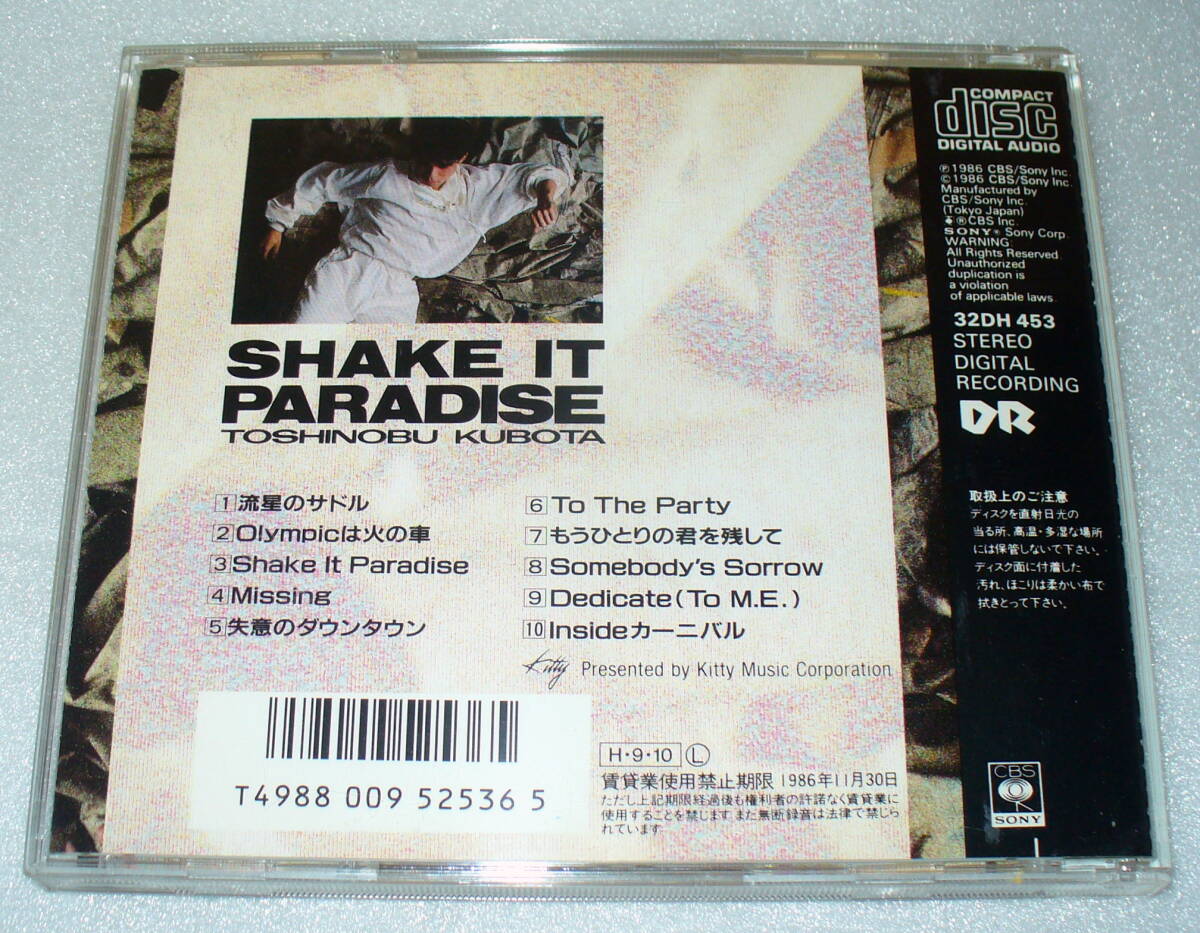 SHAKE IT
PARADISE
TOSHINOBU KUBOTA
1 流星のサドル
2 Olympicは火の車
3 Shake It Paradise
4 Missing
5 失意のダウンタウン
6 To The Party
7 もうひとりの君を残して
8 Somebody's Sorrow
9 Dedicate (To M.E.)
10 Insideカーニバル
Kitty Presented by Kitty Music Corporation
T4988 009 52536 5
H・9・10 L
賃貸業使用禁止期限 1986年11月30日
ただし上記期限経過後も権利者の許諾なく賃貸業に
使用することを禁じます また無断録音は法律で禁じら
れています
COMPACT
disc
DIGITAL AUDIO
℗ 1986 CBS/Sony Inc.
© 1986 CBS/Sony Inc.
Manufactured by
CBS/Sony Inc.
(Tokyo Japan)
®CBS Inc.
SONY® Sony Corp.
WARNING:
All Rights Reserved.
Unauthorized
duplication is
a violation
of applicable laws.
32DH 453
STEREO
DIGITAL
RECORDING
DR
取扱上のご注意
ディスクを直射日光の
当る所、高温・多湿な場所
には保管しないで下さい。
ディスク面に付着した
汚れ、ほこりは柔かい布で
拭きとって下さい。
CBS
SONY